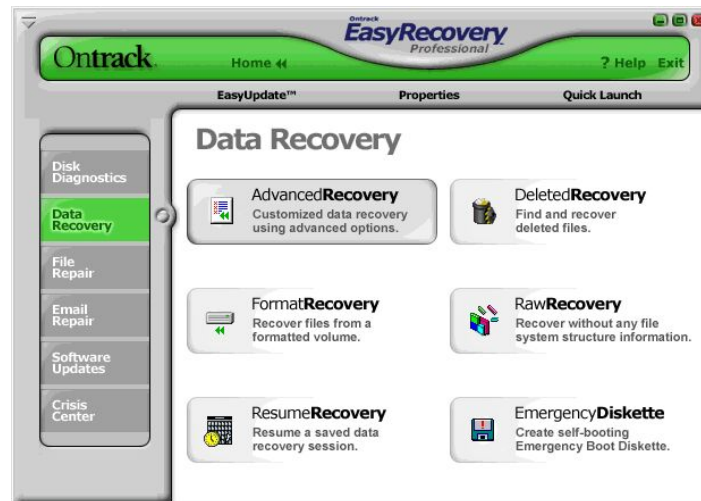 Ontrack
EasyRecovery
Professional
Ontrack.
Home
? Help Exit
EasyUpdate™ Properties Quick Launch
Disk
Diagnostics
Data
Recovery
File
Repair
Email
Repair
Software
Updates
Crisis
Center
Data Recovery
AdvancedRecovery
Customized data recovery
using advanced options.
DeletedRecovery
Find and recover
deleted files.
FormatRecovery
Recover files from a
formatted volume.
RawRecovery
Recover without any file
system structure information.
ResumeRecovery
Resume a saved data
recovery session.
EmergencyDiskette
Create self-booting
Emergency Boot Diskette.